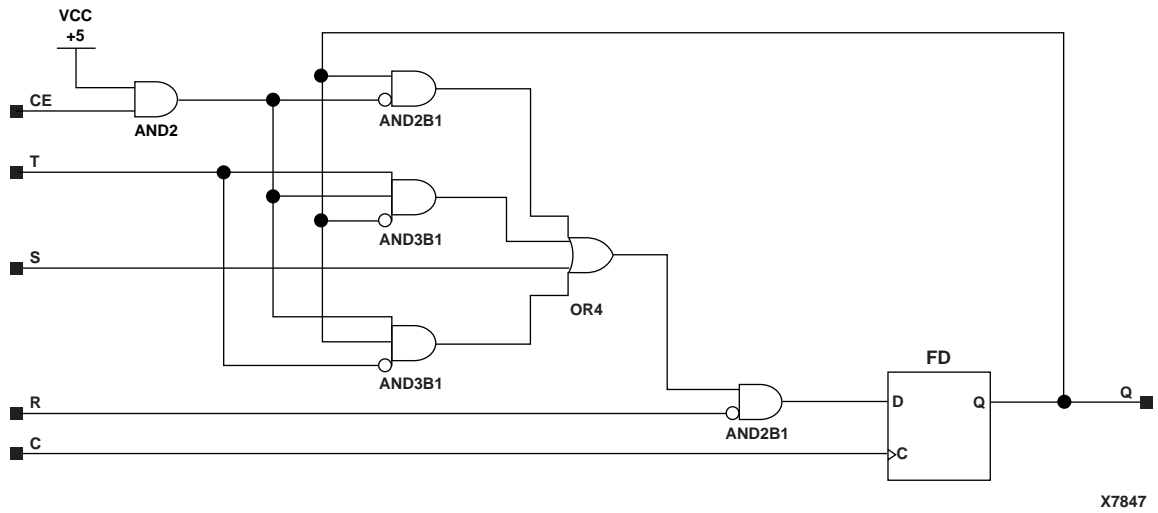 VCC
+5
CE
AND2
AND2B1
T
AND3B1
S
OR4
AND3B1
FD
R
D
Q
Q
AND2B1
C
C
X7847